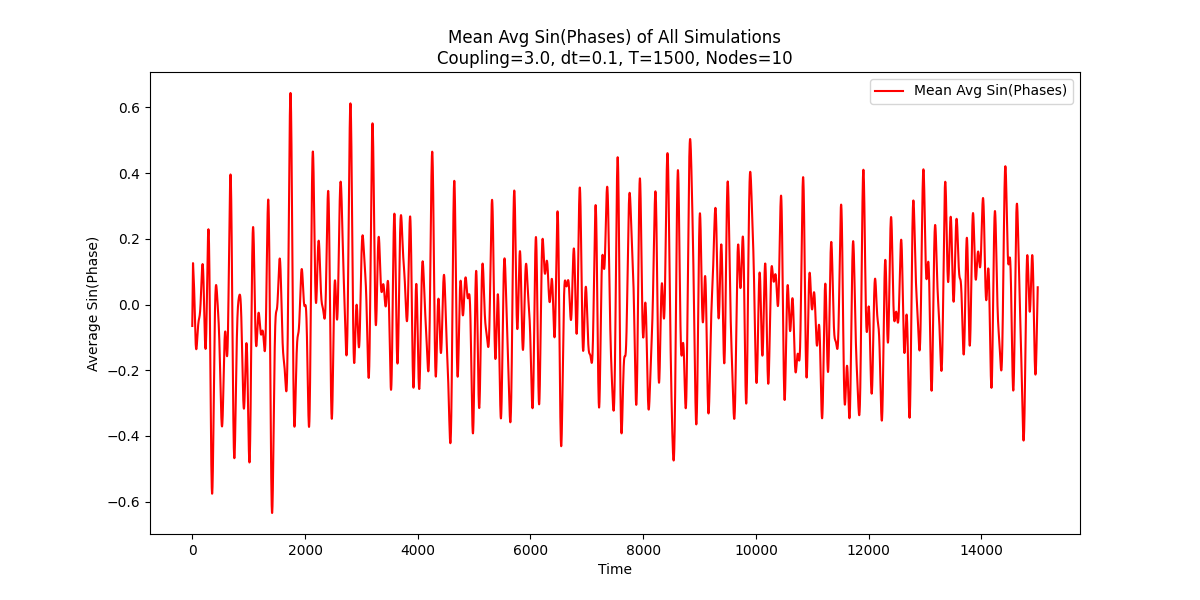 Mean Avg Sin(Phases) of All Simulations
Coupling=3.0, dt=0.1, T=1500, Nodes=10
Mean Avg Sin(Phases)
Average Sin(Phase)
0.6
0.4
0.2
0.0
−0.2
−0.4
−0.6
0 2000 4000 6000 8000 10000 12000 14000
Time